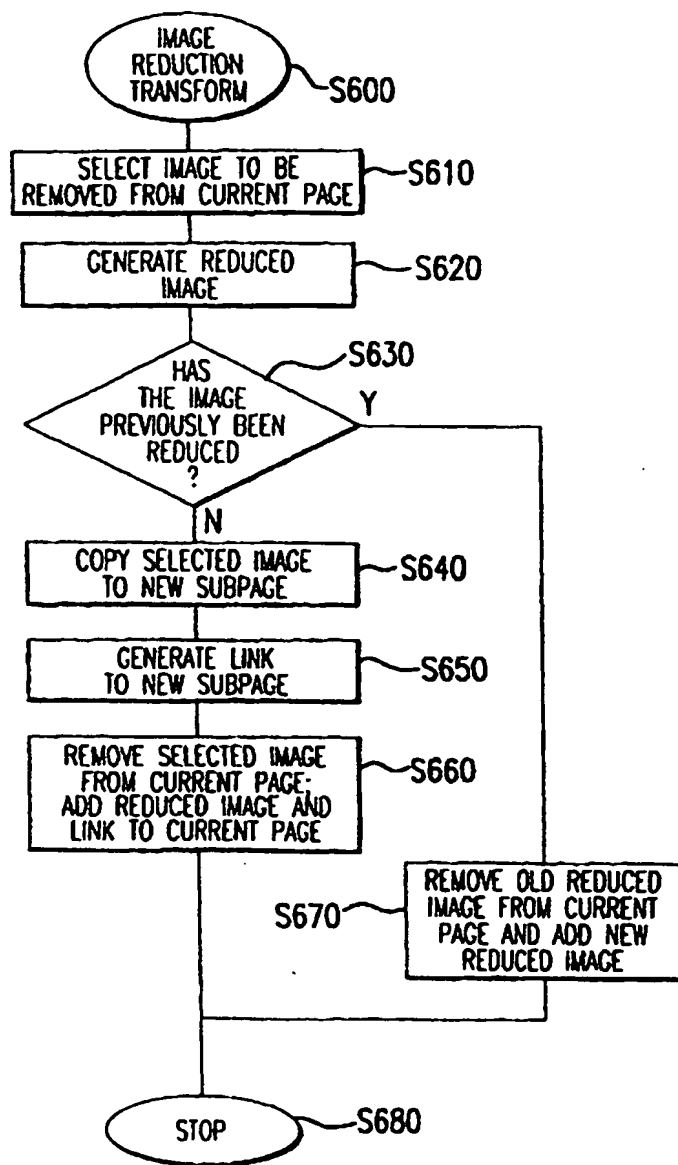 IMAGE
REDUCTION
TRANSFORM
S600
SELECT IMAGE TO BE
REMOVED FROM CURRENT PAGE
S610
GENERATE REDUCED
IMAGE
S620
S630
HAS
THE IMAGE
PREVIOUSLY BEEN
REDUCED
?
Y
N
COPY SELECTED IMAGE
TO NEW SUBPAGE
S640
GENERATE LINK
TO NEW SUBPAGE
S650
REMOVE SELECTED IMAGE
FROM CURRENT PAGE;
ADD REDUCED IMAGE AND
LINK TO CURRENT PAGE
S660
REMOVE OLD REDUCED
IMAGE FROM CURRENT
PAGE AND ADD NEW
REDUCED IMAGE
S670
STOP
S680